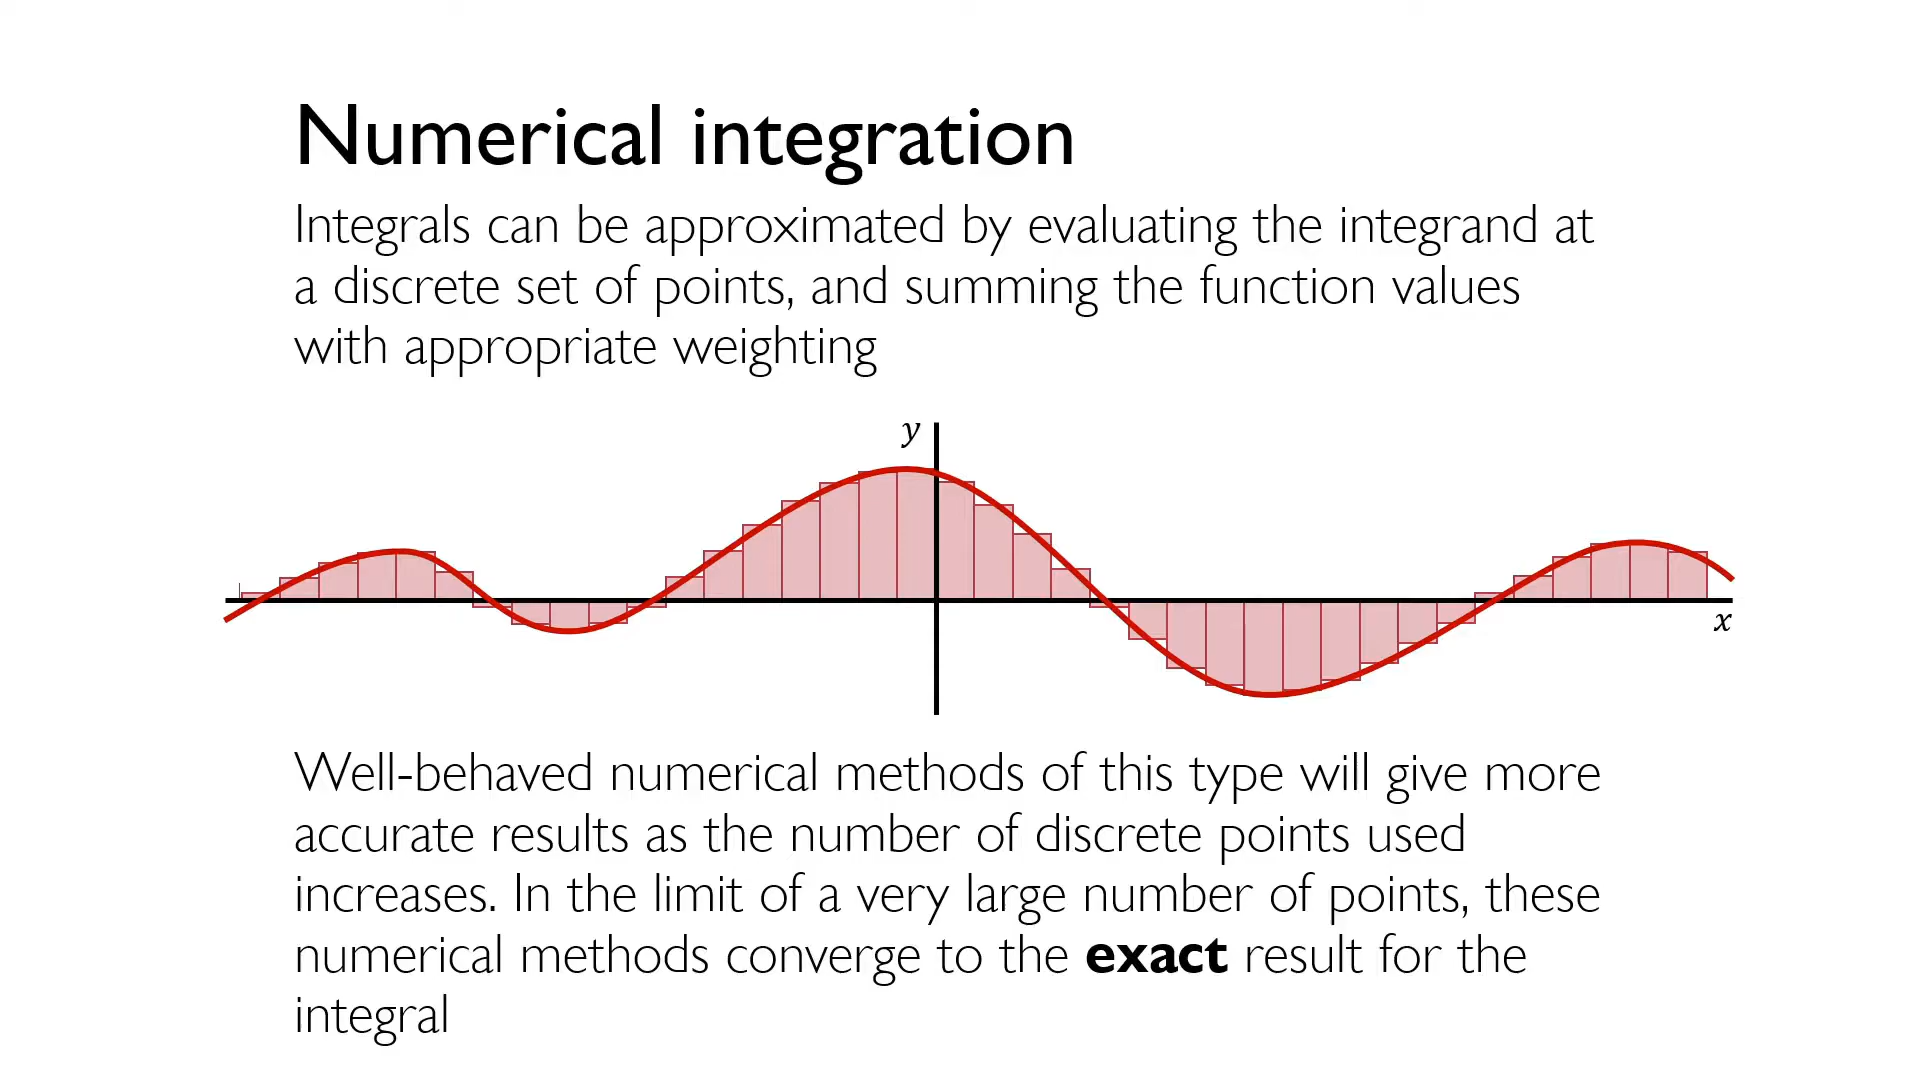 Numerical integration
Integrals can be approximated by evaluating the integrand at
a discrete set of points, and summing the function values
with appropriate weighting
y
x
Well-behaved numerical methods of this type will give more
accurate results as the number of discrete points used
increases. In the limit of a very large number of points, these
numerical methods converge to the exact result for the
integral